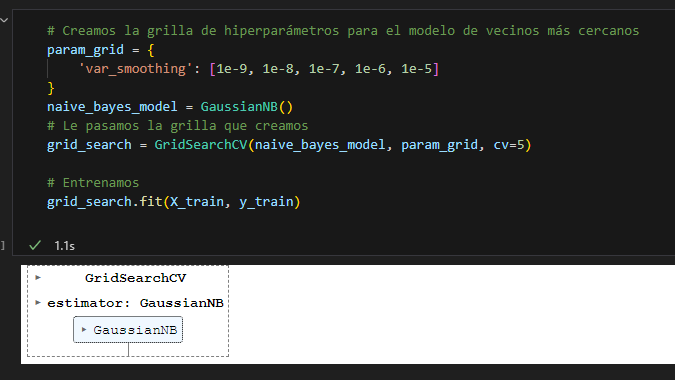 # Creamos la grilla de hiperparámetros para el modelo de vecinos más cercanos
param_grid = {
    'var_smoothing': [1e-9, 1e-8, 1e-7, 1e-6, 1e-5]
}
naive_bayes_model = GaussianNB()
# Le pasamos la grilla que creamos
grid_search = GridSearchCV(naive_bayes_model, param_grid, cv=5)
# Entrenamos
grid_search.fit(X_train, y_train)
]
✓ 1.1s
▸ GridSearchCV
▸ estimator: GaussianNB
▸ GaussianNB